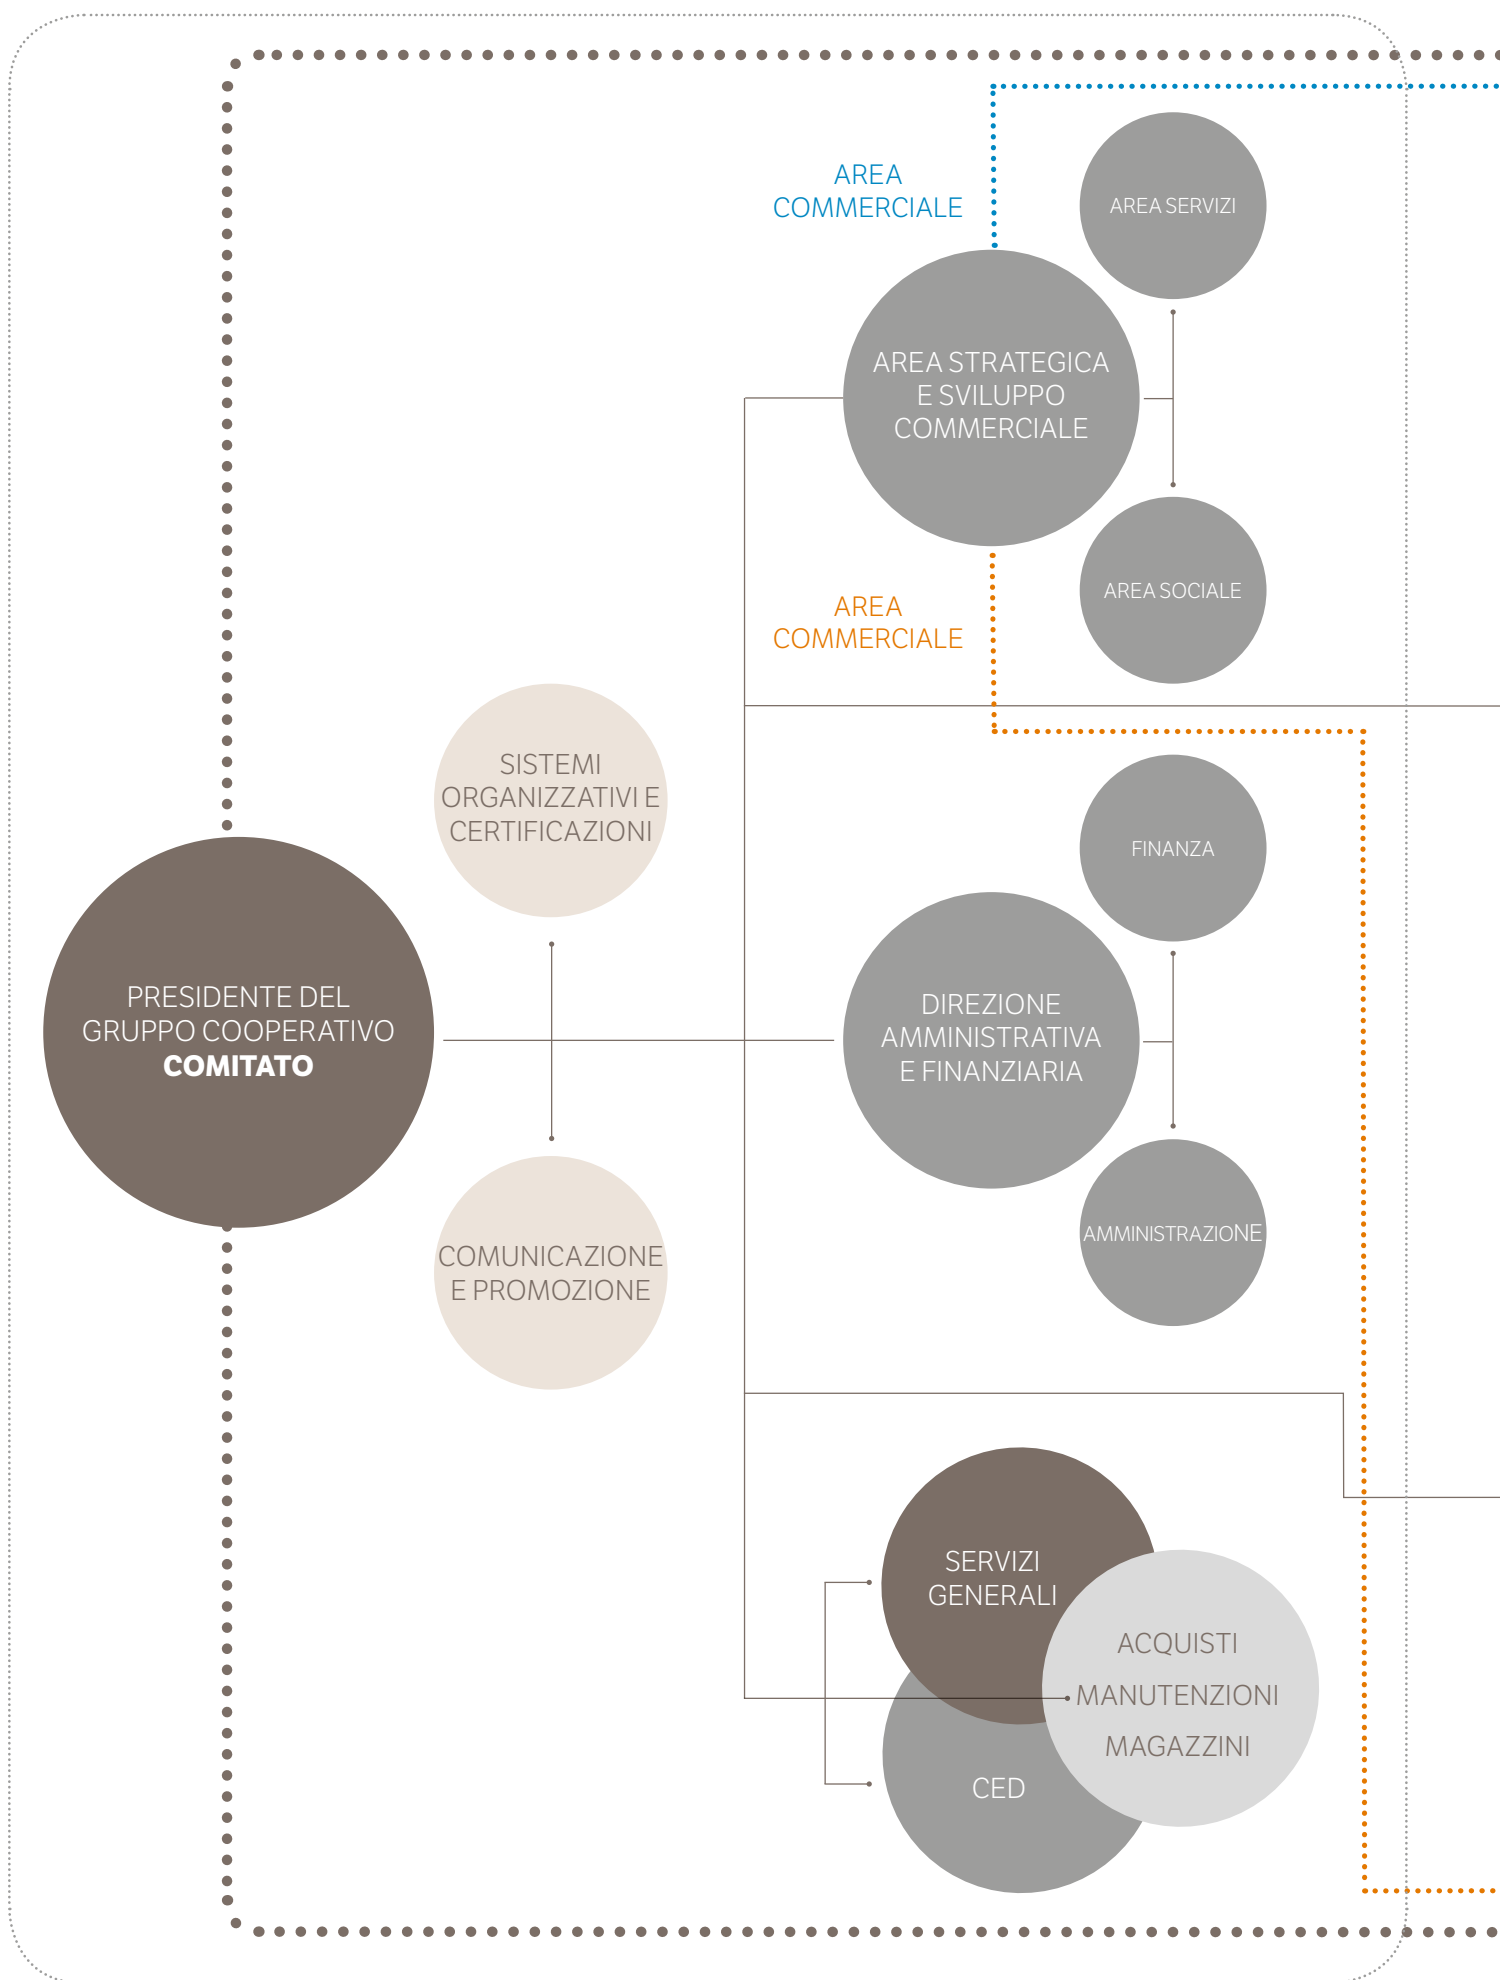 AREA
COMMERCIALE
AREA SERVIZI
AREA STRATEGICA
E SVILUPPO
COMMERCIALE
AREA SOCIALE
AREA
COMMERCIALE
SISTEMI
ORGANIZZATIVI E
CERTIFICAZIONI
FINANZA
PRESIDENTE DEL
GRUPPO COOPERATIVO
COMITATO
DIREZIONE
AMMINISTRATIVA
E FINANZIARIA
COMUNICAZIONE
E PROMOZIONE
AMMINISTRAZIONE
SERVIZI
GENERALI
ACQUISTI
MANUTENZIONI
MAGAZZINI
CED